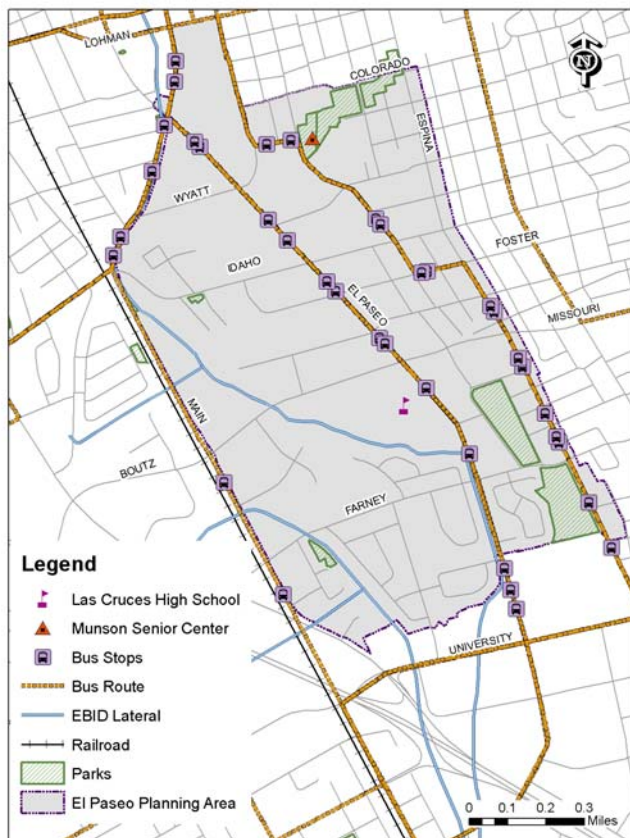 LOHMAN
COLORADO
N
ESPINA
WYATT
FOSTER
IDAHO
MISSOURI
EL PASEO
MAIN
BOUTZ
FARNEY
UNIVERSITY
Legend
Las Cruces High School
Munson Senior Center
Bus Stops
Bus Route
EBID Lateral
Railroad
Parks
El Paseo Planning Area
0 0.1 0.2 0.3
Miles